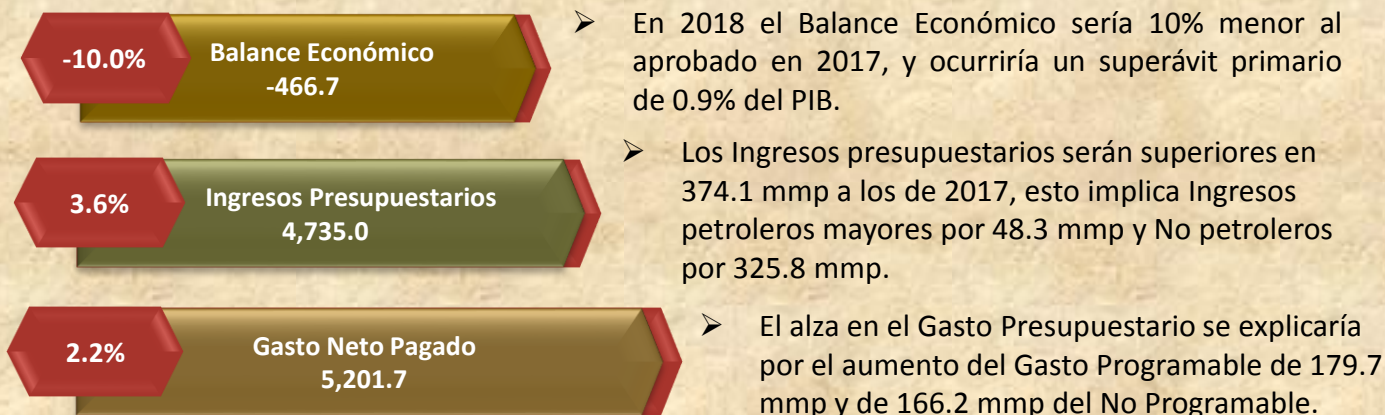 -10.0%
Balance Económico
-466.7
➢ En 2018 el Balance Económico sería 10% menor al
aprobado en 2017, y ocurriría un superávit primario
de 0.9% del PIB.
3.6%
Ingresos Presupuestarios
4,735.0
➢ Los Ingresos presupuestarios serán superiores en
374.1 mmp a los de 2017, esto implica Ingresos
petroleros mayores por 48.3 mmp y No petroleros
por 325.8 mmp.
2.2%
Gasto Neto Pagado
5,201.7
➢ El alza en el Gasto Presupuestario se explicaría
por el aumento del Gasto Programable de 179.7
mmp y de 166.2 mmp del No Programable.